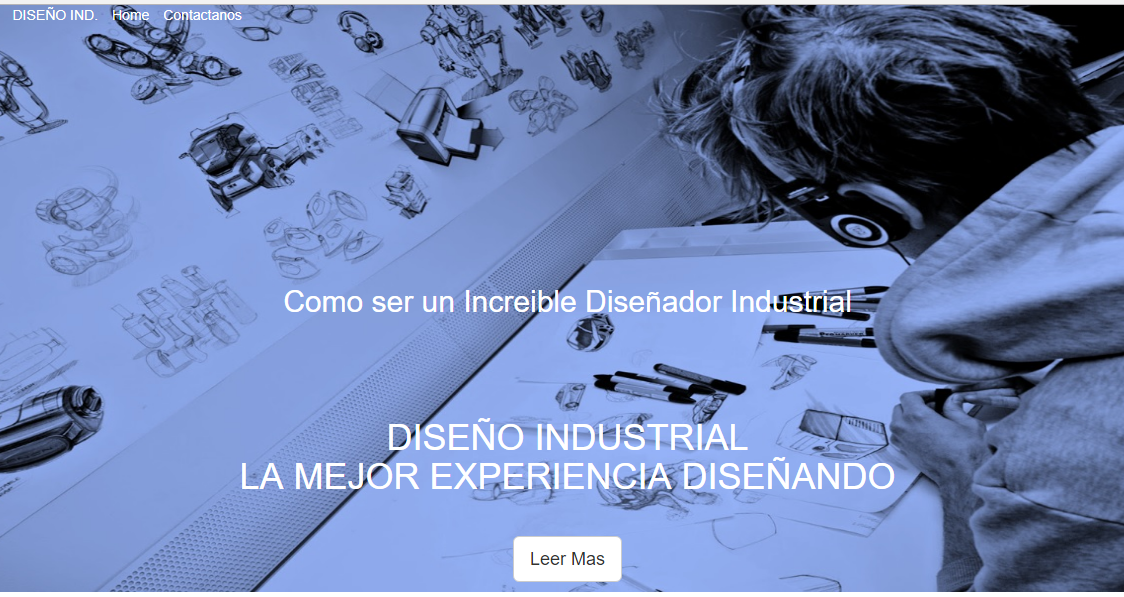 DISEÑO IND. Home Contactanos
Como ser un Increible Diseñador Industrial
DISEÑO INDUSTRIAL
LA MEJOR EXPERIENCIA DISEÑANDO
Leer Mas